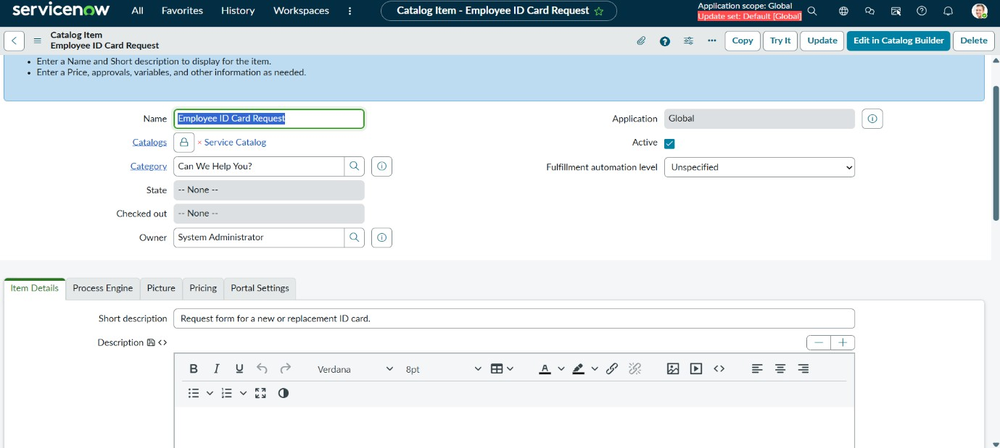 servicenow All Favorites History Workspaces Catalog Item - Employee ID Card Request Application scope: Global
Update set: Default [Global]
Catalog Item
Employee ID Card Request
Copy Try It Update Edit in Catalog Builder Delete
• Enter a Name and Short description to display for the item.
• Enter a Price, approvals, variables, and other information as needed.
Name Employee ID Card Request Application Global
Catalogs × Service Catalog Active
Category Can We Help You? Fulfillment automation level Unspecified
State -- None --
Checked out -- None --
Owner System Administrator
Item Details Process Engine Picture Pricing Portal Settings
Short description Request form for a new or replacement ID card.
Description
B I U Verdana 8pt A